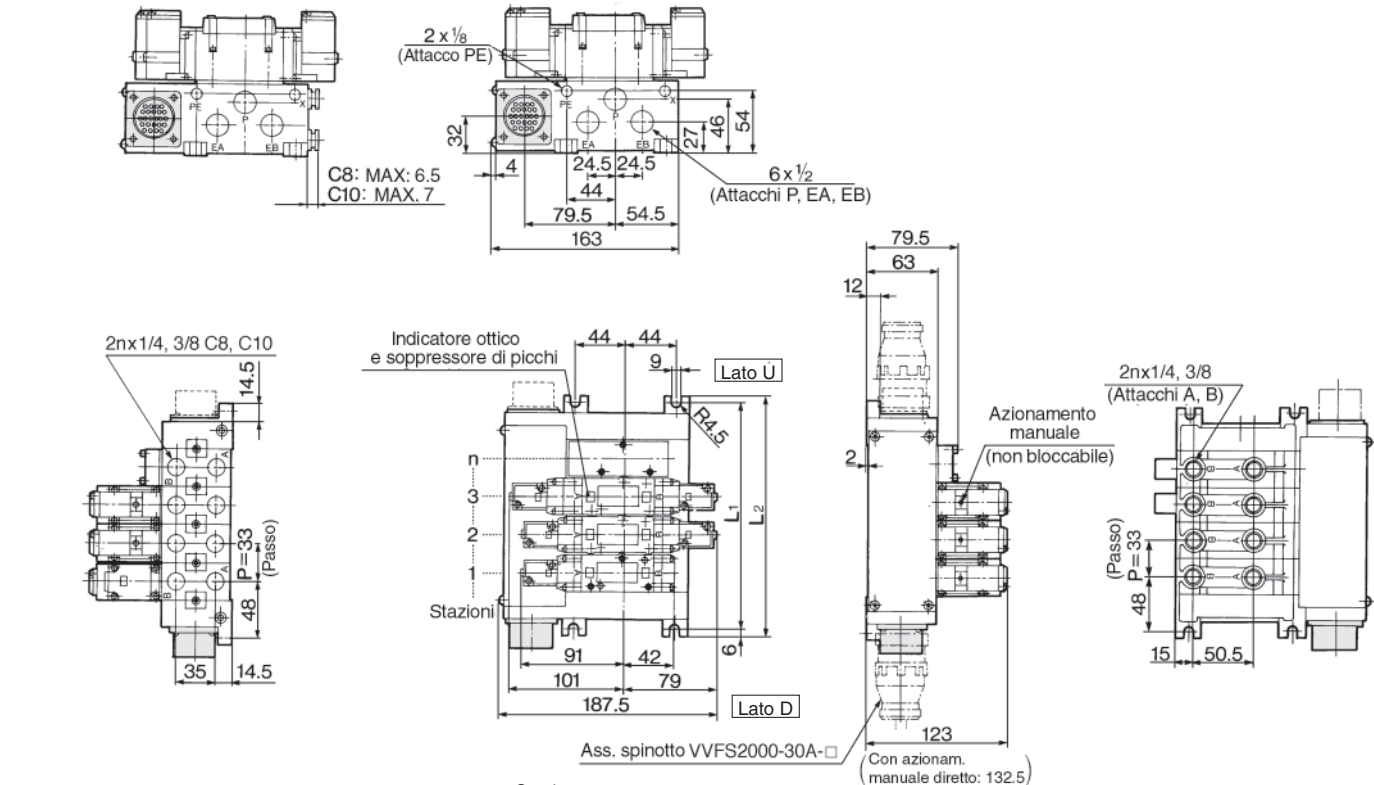 2 x 1/8
(Attacco PE)
PE
P
X
EA
EB
C8: MAX: 6.5
C10: MAX. 7
PE
P
X
EA
EB
32
4
24.5
24.5
44
79.5
54.5
163
27
46
54
6 x 1/2
(Attacchi P, EA, EB)
2nx1/4, 3/8 C8, C10
14.5
A
B
A
B
P=33
(Passo)
48
35
14.5
Indicatore ottico
e soppressore di picchi
44
44
9
Lato U
R4.5
n
3
2
1
Stazioni
A
B
A
B
A
B
L1
L2
6
91
42
101
79
187.5
Lato D
Ass. spinotto VVFS2000-30A-□
79.5
63
12
2
Azionamento
manuale
(non bloccabile)
123
(Con azionam.
manuale diretto: 132.5)
2nx1/4, 3/8
(Attacchi A, B)
B
A
B
A
B
A
B
A
P=33
(Passo)
48
15
50.5